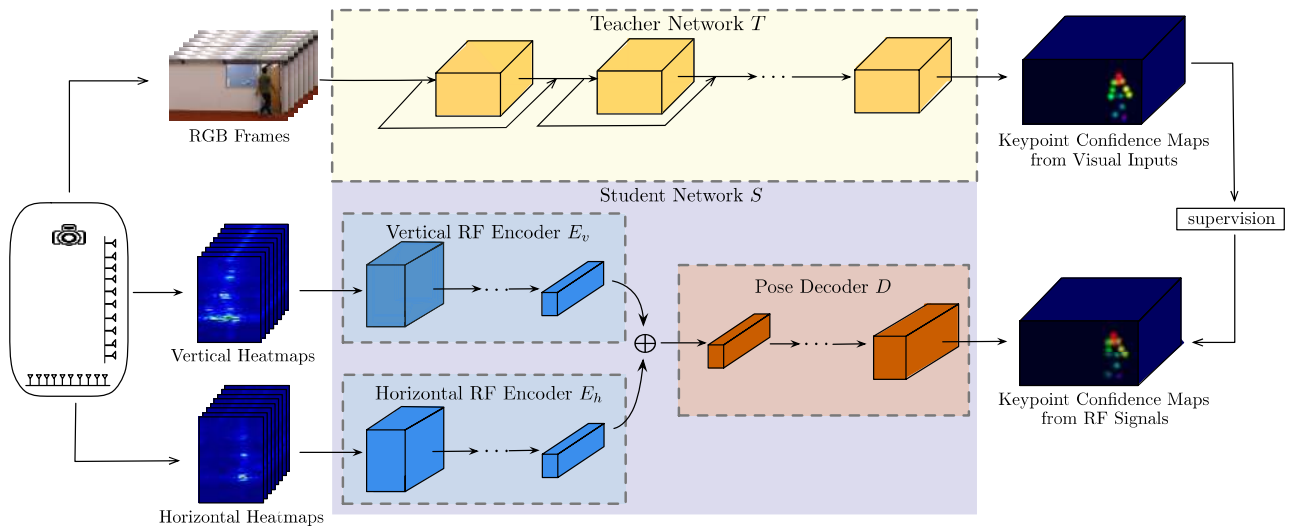 Teacher Network T
RGB Frames
Keypoint Confidence Maps
from Visual Inputs
Student Network S
supervision
Vertical RF Encoder E_v
Pose Decoder D
Vertical Heatmaps
Horizontal RF Encoder E_h
Keypoint Confidence Maps
from RF Signals
Horizontal Heatmaps